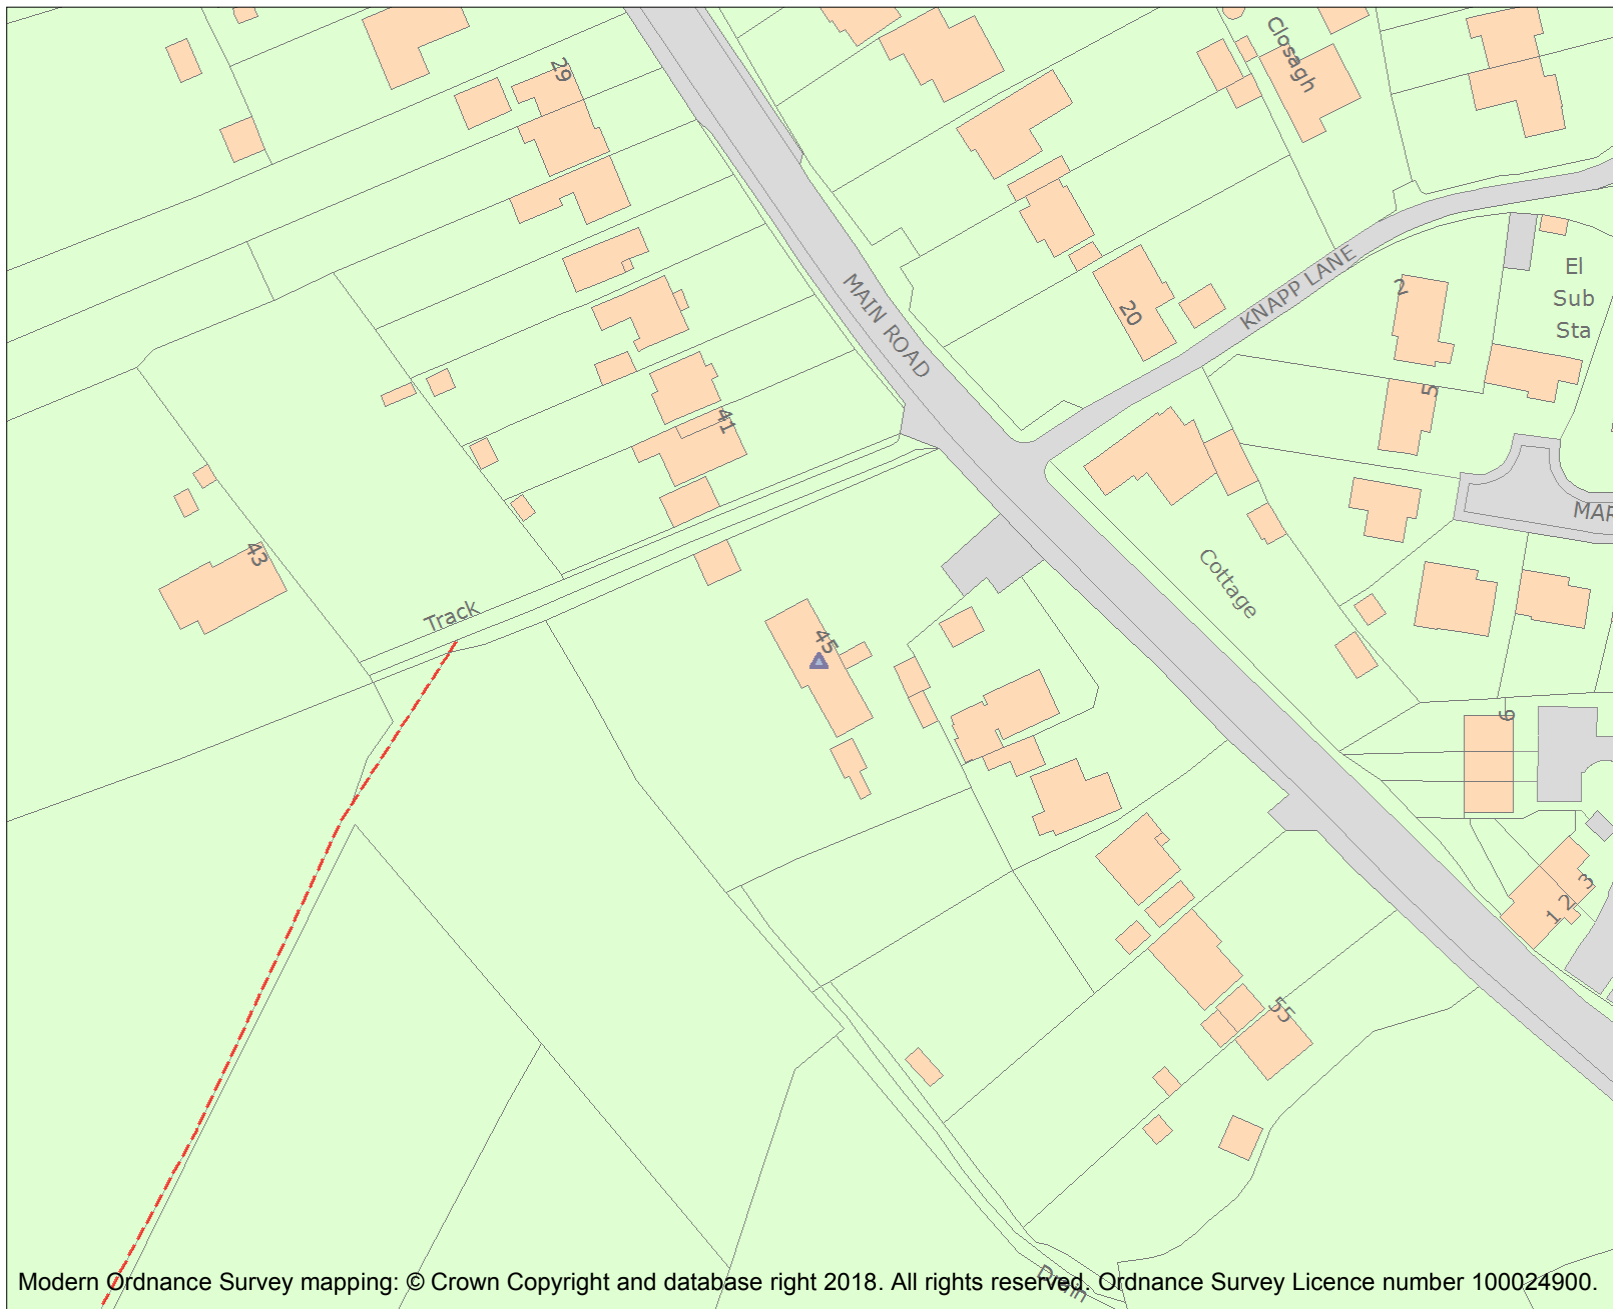 Closagh
29
MAIN ROAD
KNAPP LANE
20
2
El
Sub
Sta
5
41
MAR
43
Cottage
Track
45
6
3
2
1
55
Drain
Modern Ordnance Survey mapping: © Crown Copyright and database right 2018. All rights reserved. Ordnance Survey Licence number 100024900.